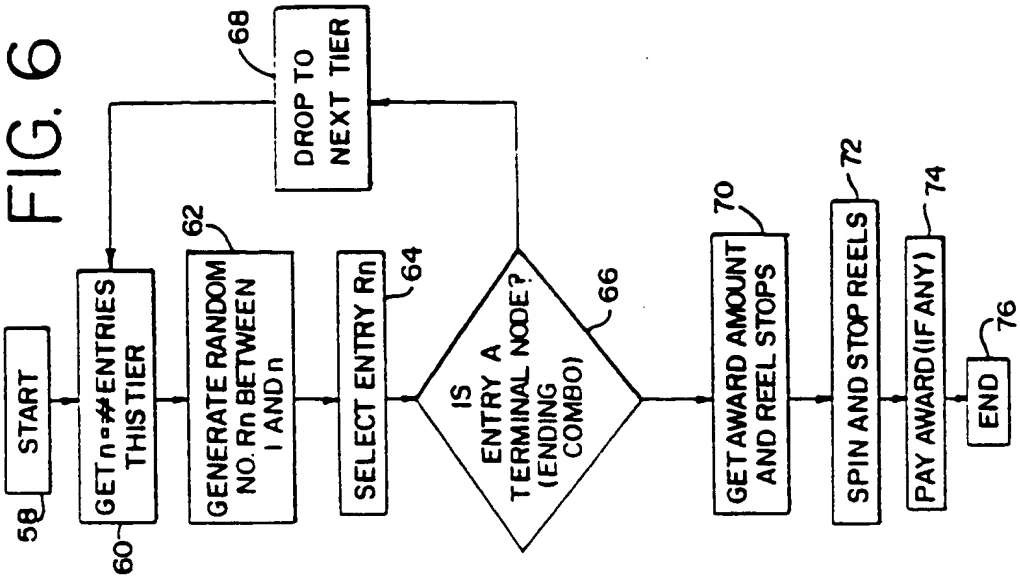 FIG. 6
58
START
60
GET n=# ENTRIES
THIS TIER
62
GENERATE RANDOM
NO. Rn BETWEEN
1 AND n
64
SELECT ENTRY Rn
66
IS
ENTRY A
TERMINAL NODE?
(ENDING
COMBO)
68
DROP TO
NEXT TIER
70
GET AWARD AMOUNT
AND REEL STOPS
72
SPIN AND STOP REELS
74
PAY AWARD (IF ANY)
76
END